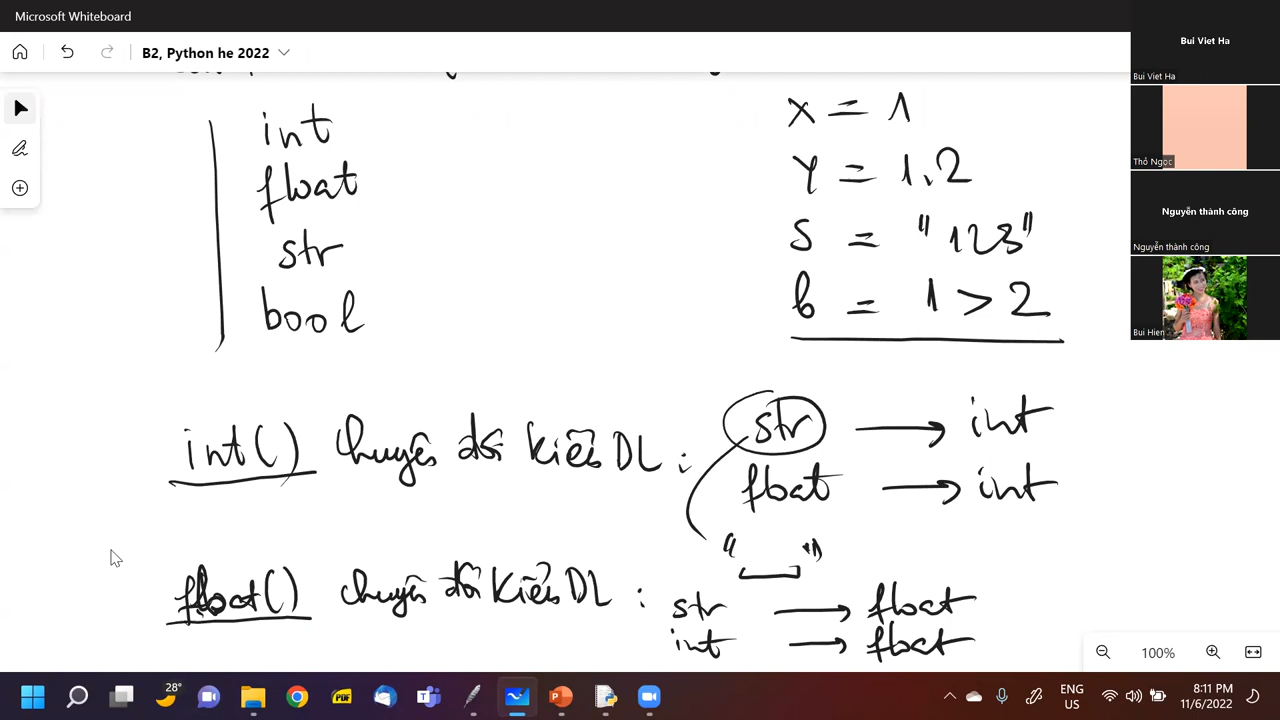 Microsoft Whiteboard
B2, Python he 2022
Bui Viet Ha
Bui Viet Ha
Thỏ Ngọc
Nguyễn thành công
Nguyễn thành công
Bui Hien
int
float
str
bool
x = 1
y = 1.2
s = "123"
b = 1 > 2
int() chuyển đổi kiểu DL :
str → int
float → int
" "
float() chuyển đổi kiểu DL :
str → float
int → float
100%
28°
PDF
ENG
US
8:11 PM
11/6/2022